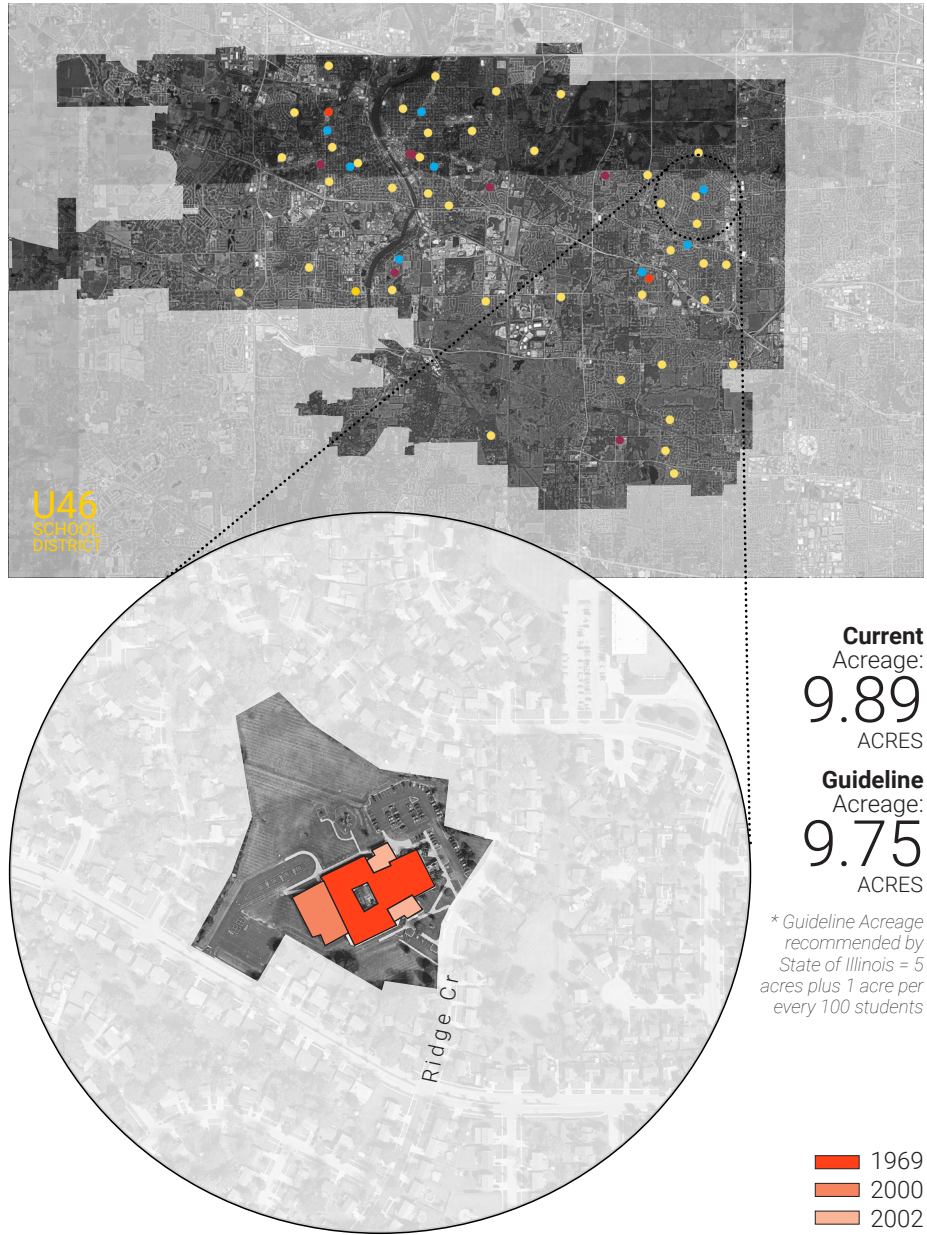 U46
SCHOOL
DISTRICT
Current
Acreage:
9.89
ACRES
Guideline
Acreage:
9.75
ACRES
* Guideline Acreage
recommended by
State of Illinois = 5
acres plus 1 acre per
every 100 students
Ridge Cr
1969
2000
2002